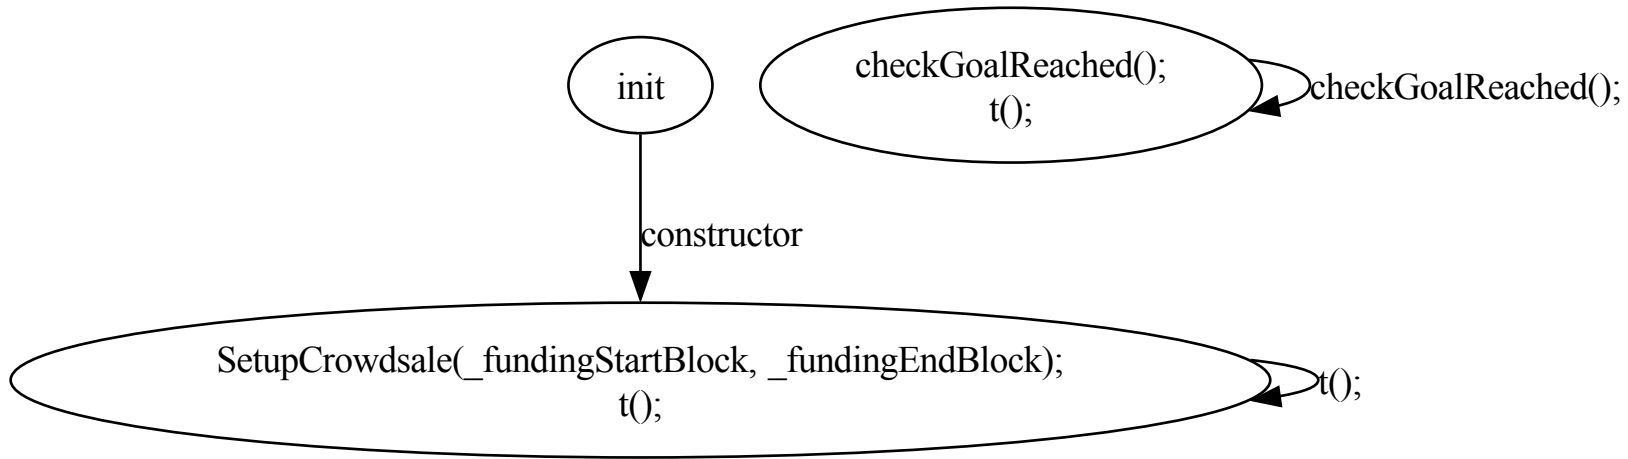 init
checkGoalReached();
t();
checkGoalReached();
constructor
SetupCrowdsale(_fundingStartBlock, _fundingEndBlock);
t();
t();